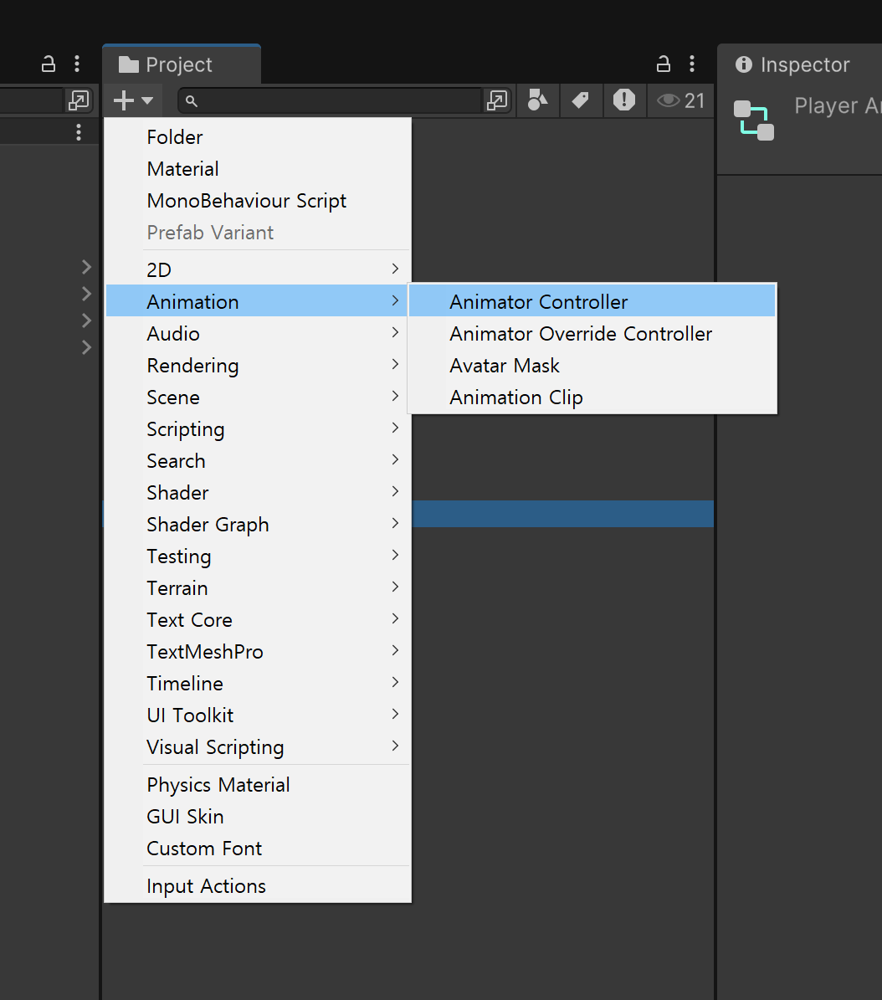 Project
Inspector
21
Player
Folder
Material
MonoBehaviour Script
Prefab Variant
2D
Animation
Animator Controller
Audio
Animator Override Controller
Rendering
Avatar Mask
Scene
Animation Clip
Scripting
Search
Shader
Shader Graph
Testing
Terrain
Text Core
TextMeshPro
Timeline
UI Toolkit
Visual Scripting
Physics Material
GUI Skin
Custom Font
Input Actions